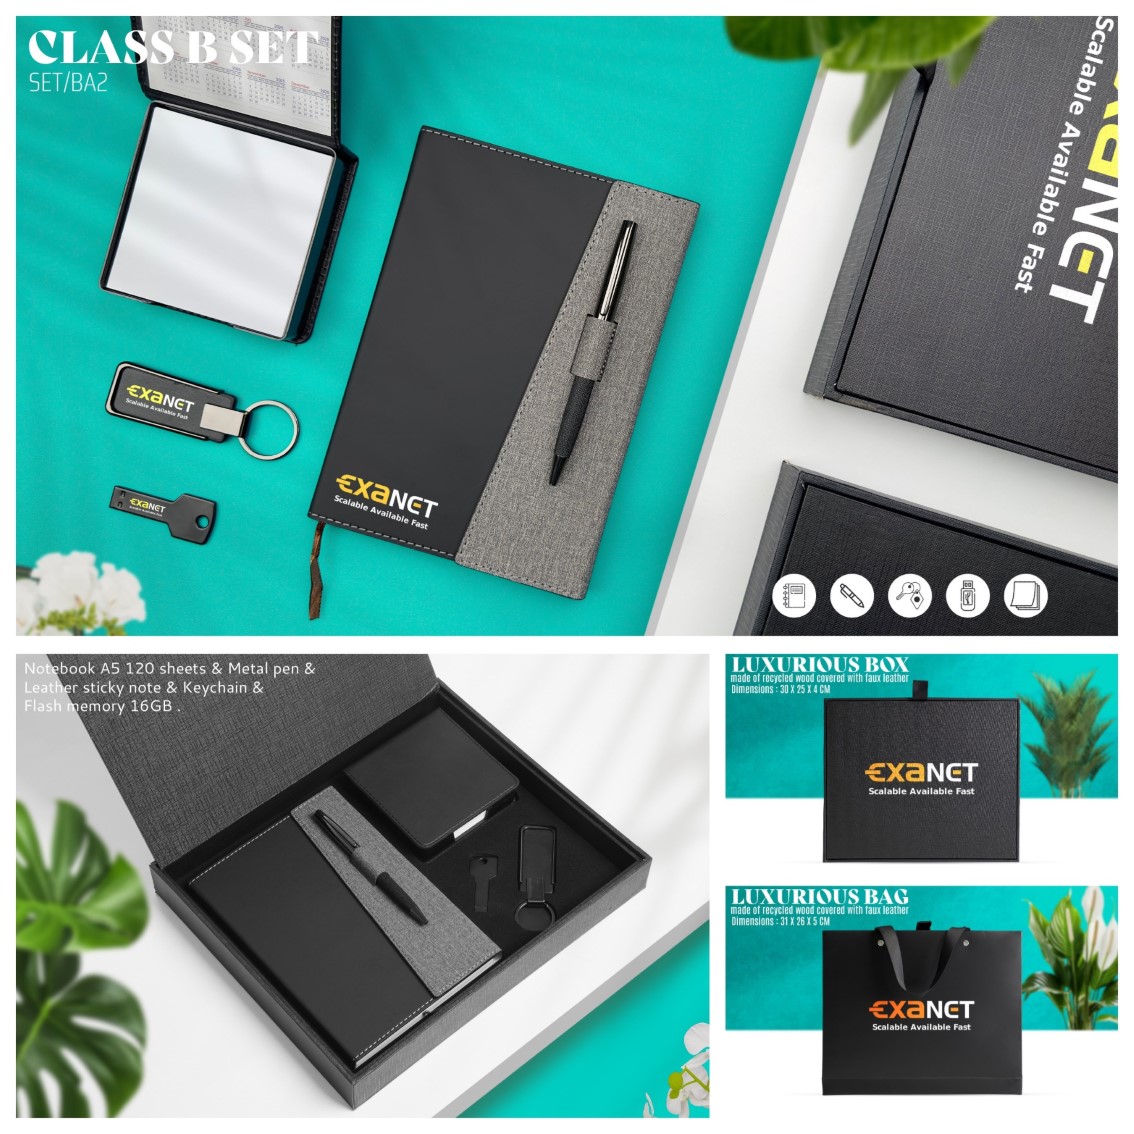 CLASS B SET
SET/BA2
EXANET
Scalable Available Fast
EXANET
Scalable Available Fast
EXANET
EXANET
Scalable Available Fast
Notebook A5 120 sheets & Metal pen &
Leather sticky note & Keychain &
Flash memory 16GB .
LUXURIOUS BOX
made of recycled wood covered with faux leather
Dimensions : 30 X 25 X 4 CM
EXANET
Scalable Available Fast
LUXURIOUS BAG
made of recycled wood covered with faux leather
Dimensions : 31 X 26 X 5 CM
EXANET
Scalable Available Fast